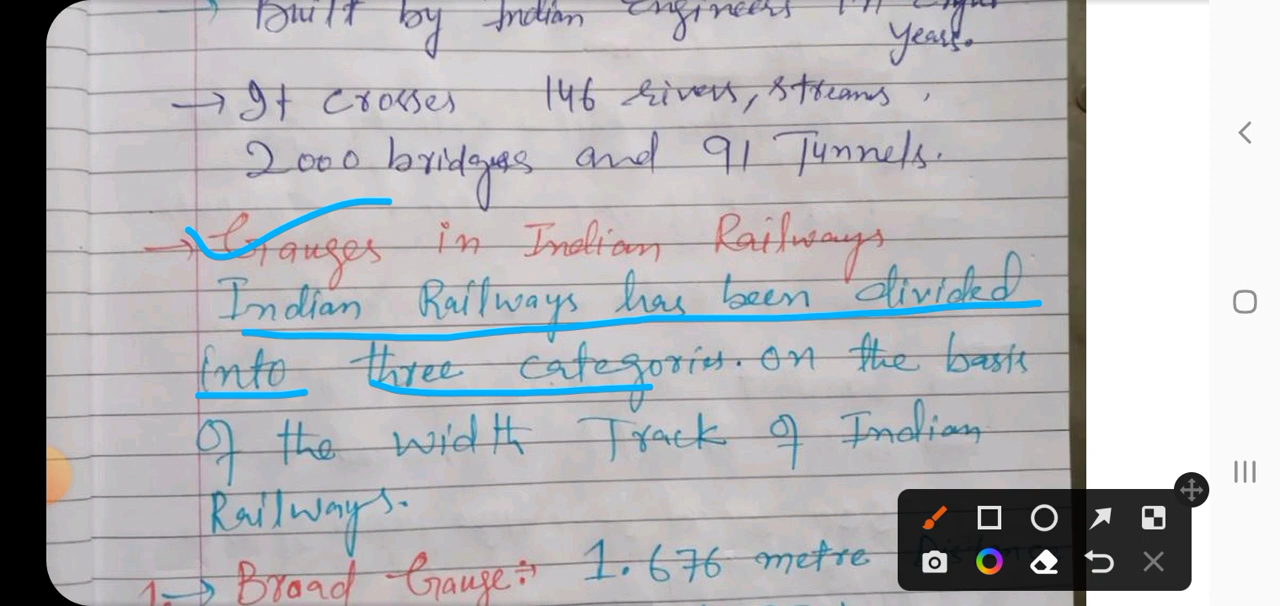 Built by Indian Engineers in Eight
Years.
→ It crosses 146 rivers, streams,
2000 bridges and 91 Tunnels.
→ Gauges in Indian Railways
Indian Railways has been divided
into three categories. on the basis
of the width Track of Indian
Railways.
1. → Broad Gauge:- 1.676 metre